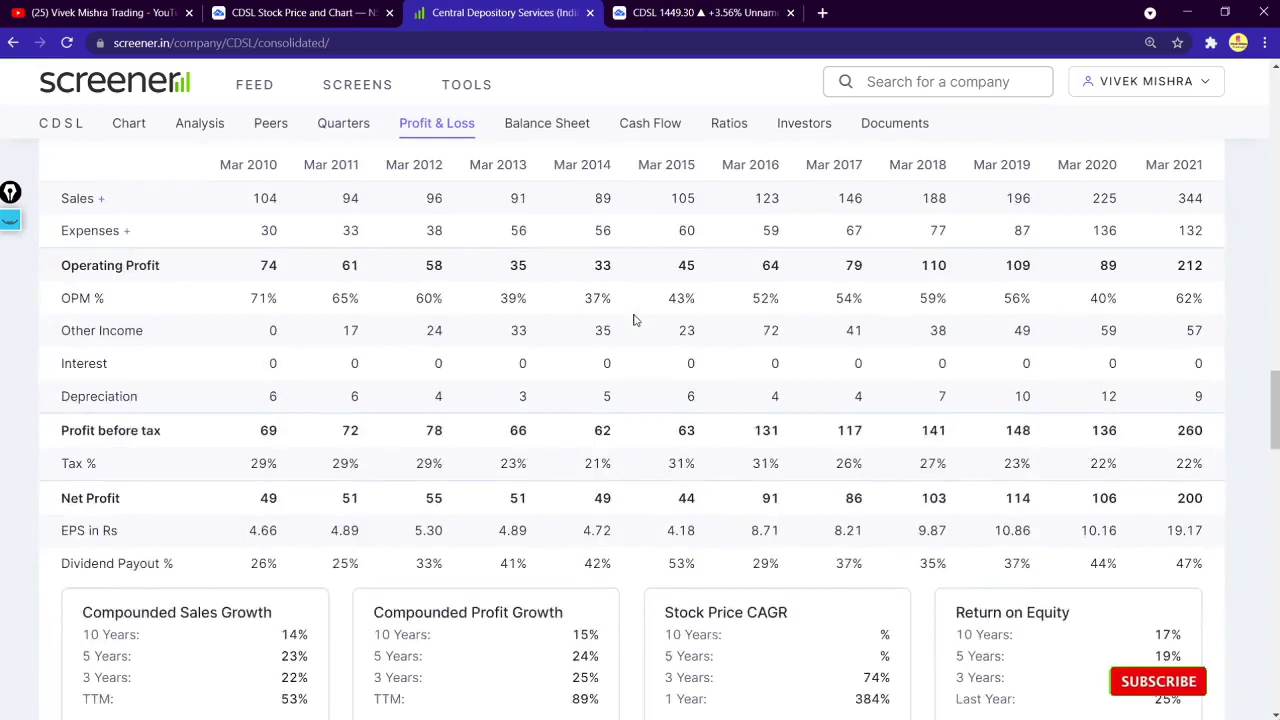 (20) Vivek Mishra Trading - YouTu
CDSL Stock Price and Chart — NS
Central Depository Services (Indi
CDSL 1449.30 ▲ +3.56% Unnam
screener.in/company/CDSL/consolidated/
screener FEED SCREENS TOOLS Search for a company VIVEK MISHRA
C D S L Chart Analysis Peers Quarters Profit & Loss Balance Sheet Cash Flow Ratios Investors Documents
Mar 2010 Mar 2011 Mar 2012 Mar 2013 Mar 2014 Mar 2015 Mar 2016 Mar 2017 Mar 2018 Mar 2019 Mar 2020 Mar 2021
Sales + 104 94 96 91 89 105 123 146 188 196 225 344
Expenses + 30 33 38 56 56 60 59 67 77 87 136 132
Operating Profit 74 61 58 35 33 45 64 79 110 109 89 212
OPM % 71% 65% 60% 39% 37% 43% 52% 54% 59% 56% 40% 62%
Other Income 0 17 24 33 35 23 72 41 38 49 59 57
Interest 0 0 0 0 0 0 0 0 0 0 0 0
Depreciation 6 6 4 3 5 6 4 4 7 10 12 9
Profit before tax 69 72 78 66 62 63 131 117 141 148 136 260
Tax % 29% 29% 29% 23% 21% 31% 31% 26% 27% 23% 22% 22%
Net Profit 49 51 55 51 49 44 91 86 103 114 106 200
EPS in Rs 4.66 4.89 5.30 4.89 4.72 4.18 8.71 8.21 9.87 10.86 10.16 19.17
Dividend Payout % 26% 25% 33% 41% 42% 53% 29% 37% 35% 37% 44% 47%
Compounded Sales Growth
10 Years: 14%
5 Years: 23%
3 Years: 22%
TTM: 53%
Compounded Profit Growth
10 Years: 15%
5 Years: 24%
3 Years: 25%
TTM: 89%
Stock Price CAGR
10 Years: %
5 Years: %
3 Years: 74%
1 Year: 384%
Return on Equity
10 Years: 17%
5 Years: 19%
3 Years:
Last Year: 25%
SUBSCRIBE